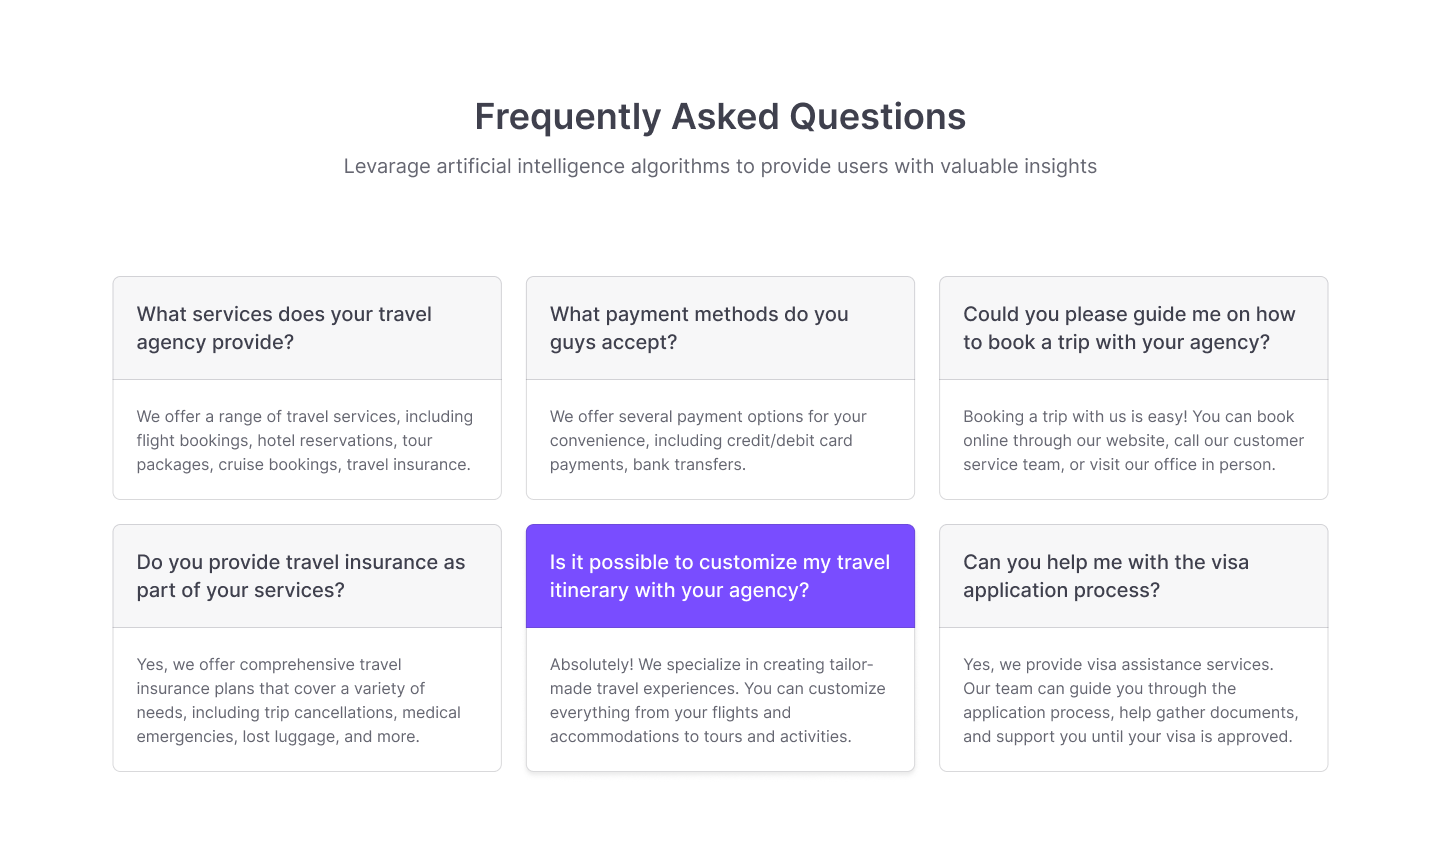 Frequently Asked Questions
Levarage artificial intelligence algorithms to provide users with valuable insights
What services does your travel
agency provide?
We offer a range of travel services, including
flight bookings, hotel reservations, tour
packages, cruise bookings, travel insurance.
What payment methods do you
guys accept?
We offer several payment options for your
convenience, including credit/debit card
payments, bank transfers.
Could you please guide me on how
to book a trip with your agency?
Booking a trip with us is easy! You can book
online through our website, call our customer
service team, or visit our office in person.
Do you provide travel insurance as
part of your services?
Yes, we offer comprehensive travel
insurance plans that cover a variety of
needs, including trip cancellations, medical
emergencies, lost luggage, and more.
Is it possible to customize my travel
itinerary with your agency?
Absolutely! We specialize in creating tailor-
made travel experiences. You can customize
everything from your flights and
accommodations to tours and activities.
Can you help me with the visa
application process?
Yes, we provide visa assistance services.
Our team can guide you through the
application process, help gather documents,
and support you until your visa is approved.